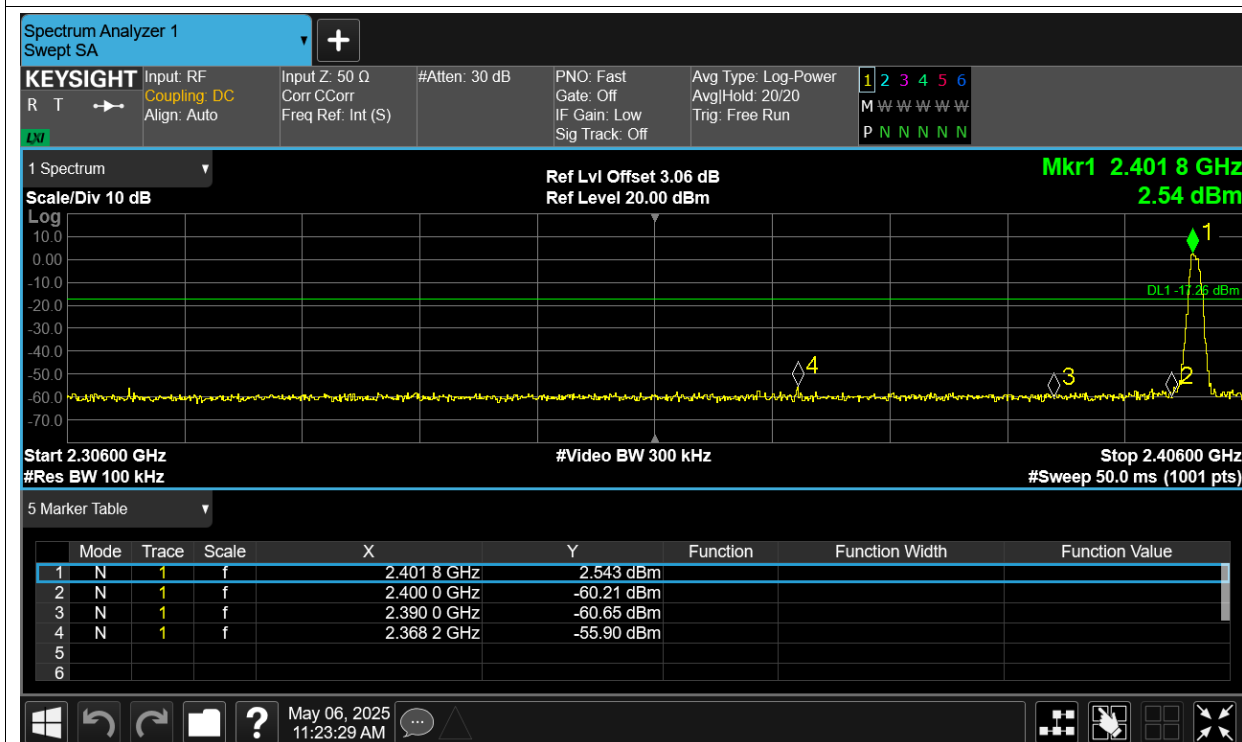 Spectrum Analyzer 1
Swept SA
KEYSIGHT
R T
LXI
Input: RF
Coupling: DC
Align: Auto
Input Z: 50 Ω
Corr CCorr
Freq Ref: Int (S)
#Atten: 30 dB
PNO: Fast
Gate: Off
IF Gain: Low
Sig Track: Off
Avg Type: Log-Power
Avg|Hold: 20/20
Trig: Free Run
1 2 3 4 5 6
M W W W W W
P N N N N N
1 Spectrum
Scale/Div 10 dB
Ref Lvl Offset 3.06 dB
Ref Level 20.00 dBm
Mkr1 2.401 8 GHz
2.54 dBm
Log
10.0
0.00
-10.0
-20.0
-30.0
-40.0
-50.0
-60.0
-70.0
1
DL1 -17.26 dBm
4
3
2
Start 2.30600 GHz
#Res BW 100 kHz
#Video BW 300 kHz
Stop 2.40600 GHz
#Sweep 50.0 ms (1001 pts)
5 Marker Table
Mode Trace Scale X Y Function Function Width Function Value
1 N 1 f 2.401 8 GHz 2.543 dBm
2 N 1 f 2.400 0 GHz -60.21 dBm
3 N 1 f 2.390 0 GHz -60.65 dBm
4 N 1 f 2.368 2 GHz -55.90 dBm
5
6
?
May 06, 2025
11:23:29 AM